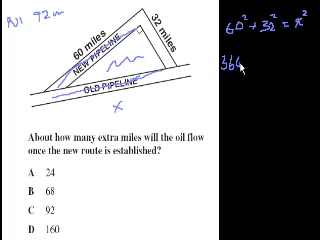 92 m
60 miles
32 miles
NEW PIPELINE
OLD PIPELINE
x
60² + 32² = x²
366
About how many extra miles will the oil flow
once the new route is established?
A 24
B 68
C 92
D 160